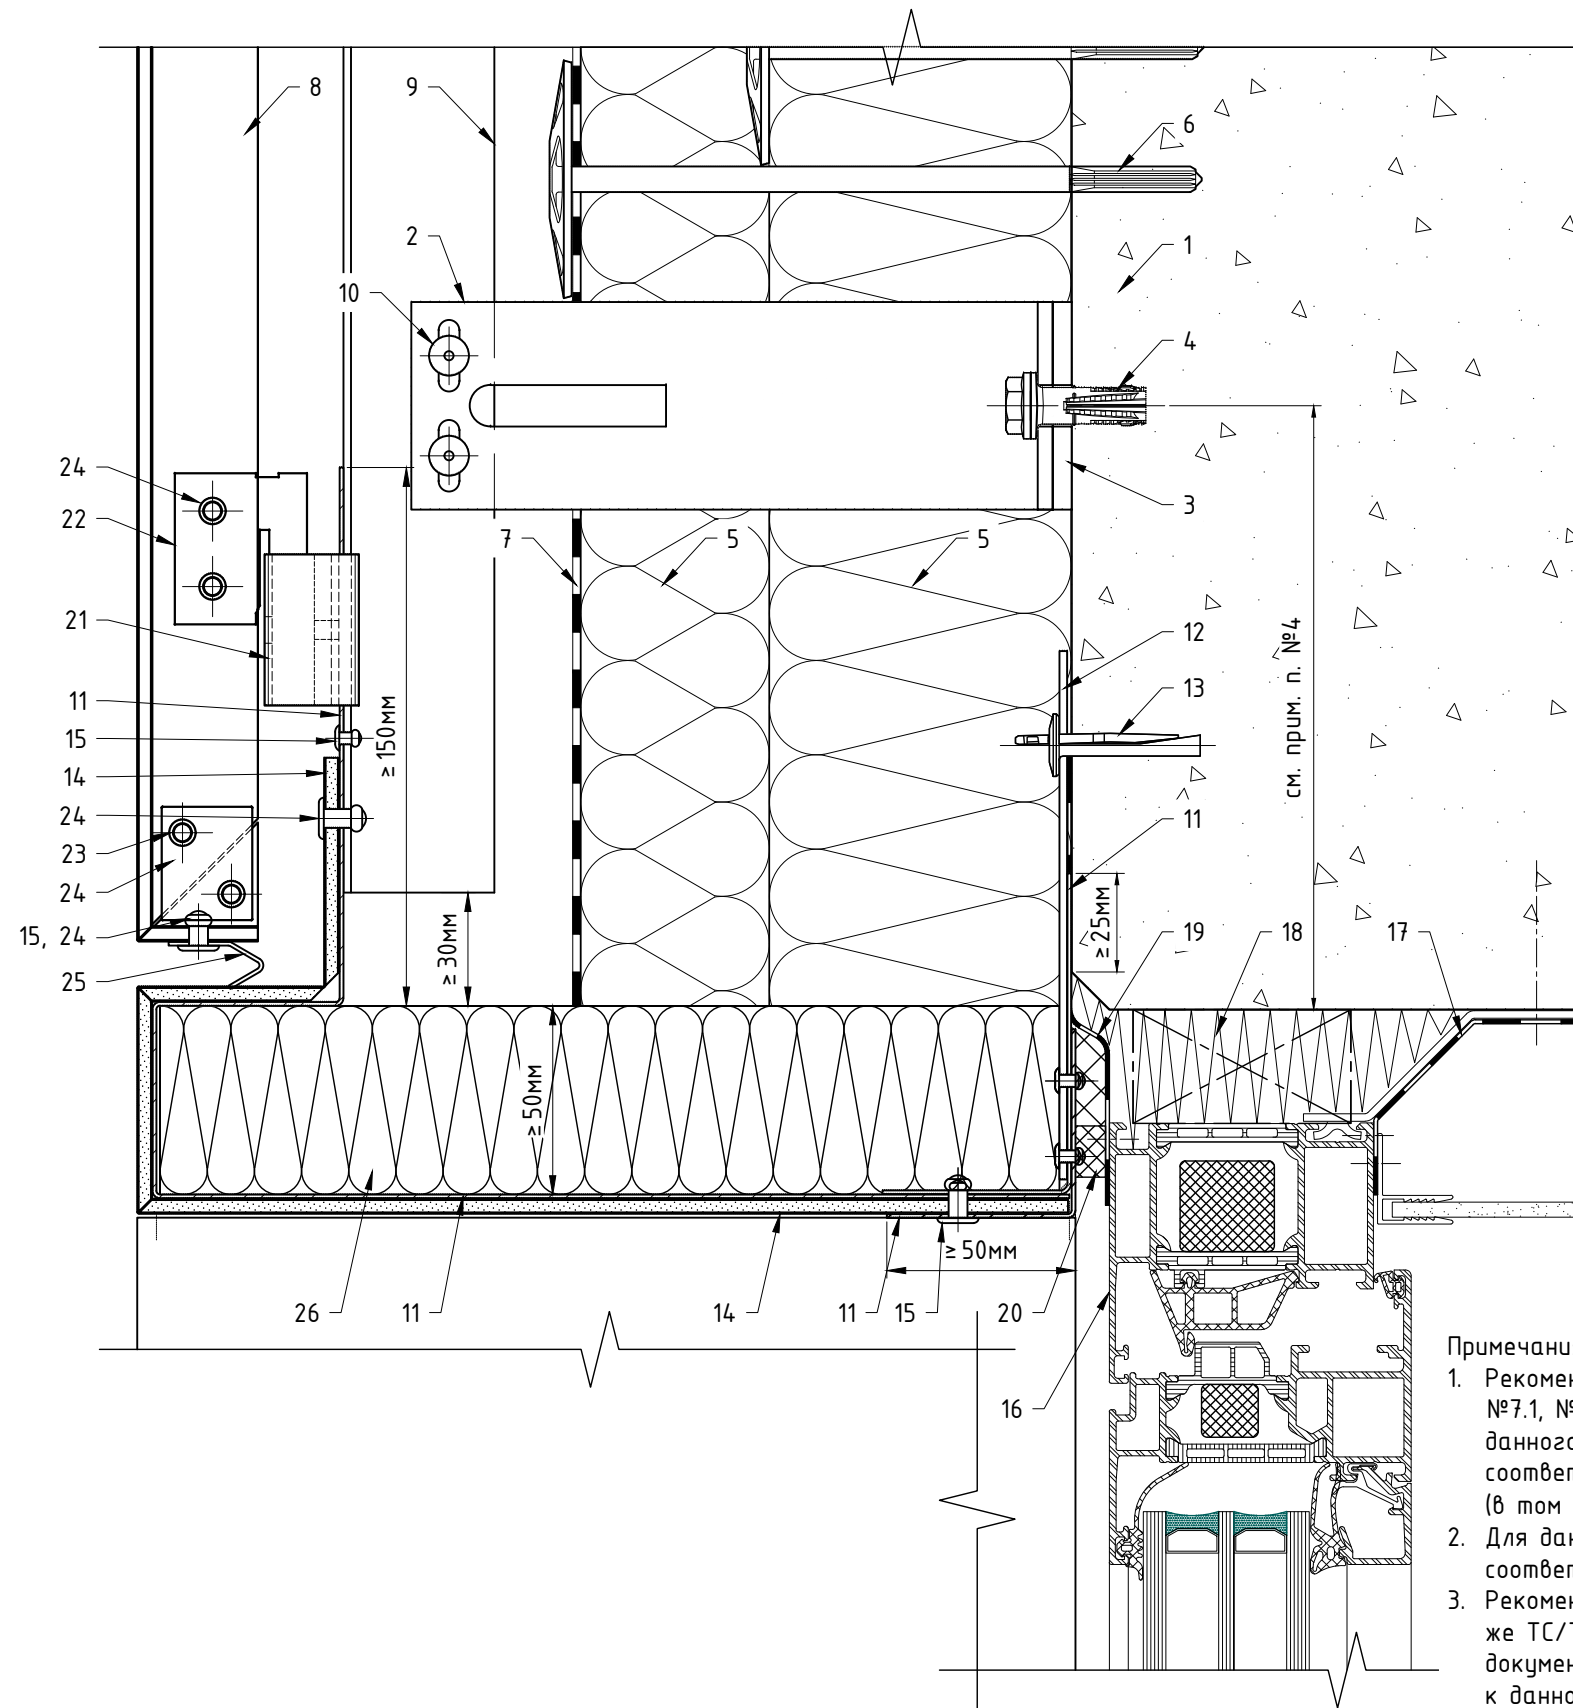 8
9
6
2
1
10
4
24
22
3
7
5
5
21
12
11
13
15
≥150мм
см. прим. п. №4
14
24
11
23
24
≥25мм
15, 24
≥30мм
19
18
17
25
≥50мм
≥50мм
26
11
14
11
15
20
16
Примечани
1. Рекомен
№7.1, №
данного
соответ
(в том
2. Для дан
соответ
3. Рекомен
же ТС/Т
докумен
к данно